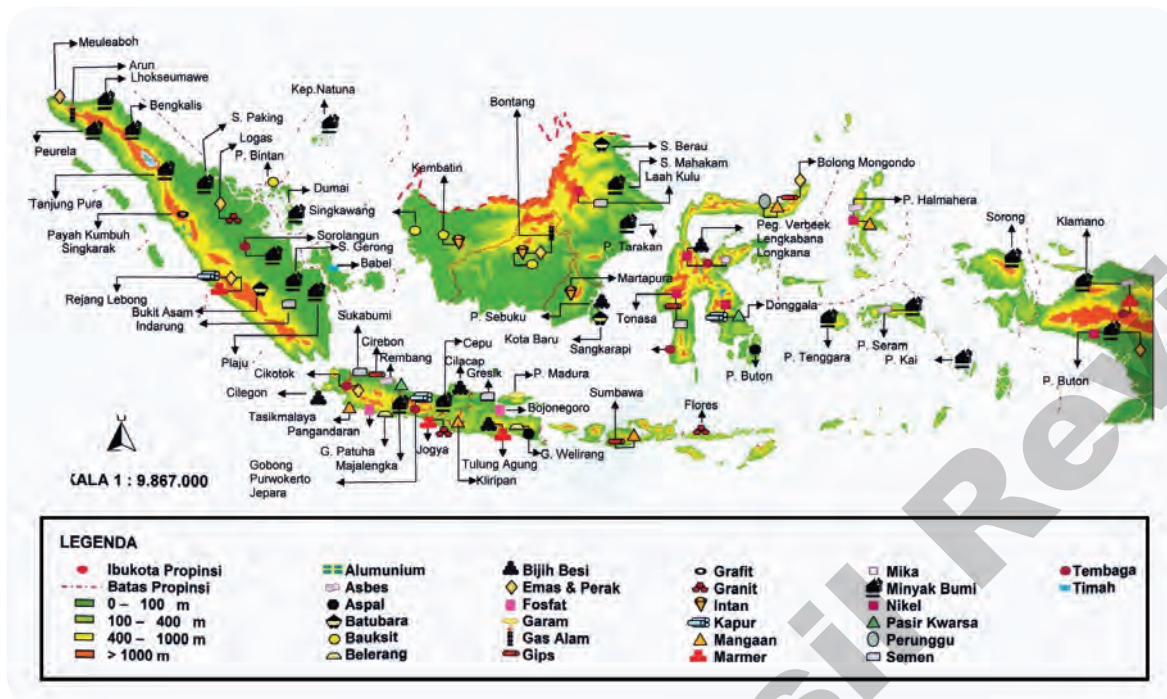 Meuleaboh
Arun
Lhokseumawe
Bengkalis
Kep.Natuna
S. Paking
Logas
P. Bintan
Peurela
Tanjung Pura
Payah Kumbuh
Singkarak
Dumai
Singkawang
Sorolangun
S. Gerong
Babel
Rejang Lebong
Bukit Asam
Indarung
Plaju
Kembatin
Bontang
S. Berau
S. Mahakam
Laah Kulu
P. Tarakan
Martapura
P. Sebuku
Kota Baru
Sangkarapi
Bolong Mongondo
Peg. Verbeek
Lengkabana
Longkana
Tonasa
Donggala
P. Buton
P. Halmahera
P. Tenggara
P. Seram
P. Kai
Sorong
Klamano
P. Buton
Sukabumi
Cirebon
Rembang
Cepu
Cilacap
Gresik
P. Madura
Cikotok
Cilegon
Tasikmalaya
Pangandaran
G. Patuha
Majalengka
Jogya
Kliripan
Tulung Agung
G. Welirang
Bojonegoro
Sumbawa
Flores
Gobong
Purwokerto
Jepara
U
KALA 1 : 9.867.000
LEGENDA
Ibukota Propinsi
Batas Propinsi
0 – 100 m
100 – 400 m
400 – 1000 m
> 1000 m
Alumunium
Asbes
Aspal
Batubara
Bauksit
Belerang
Bijih Besi
Emas & Perak
Fosfat
Garam
Gas Alam
Gips
Grafit
Granit
Intan
Kapur
Mangaan
Marmer
Mika
Minyak Bumi
Nikel
Pasir Kwarsa
Perunggu
Semen
Tembaga
Timah
sil Rev